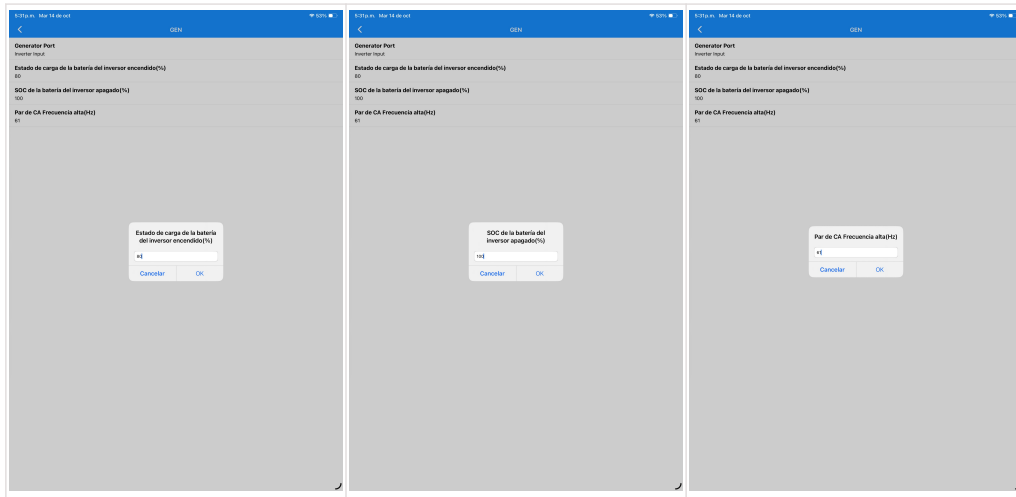 5:31p.m. Mar 14 de oct
53%
GEN
Generator Port
Inverter Input
Estado de carga de la batería del inversor encendido(%)
80
SOC de la batería del inversor apagado(%)
100
Par de CA Frecuencia alta(Hz)
61
Estado de carga de la batería
del inversor encendido(%)
80
Cancelar
OK
5:31p.m. Mar 14 de oct
53%
GEN
Generator Port
Inverter Input
Estado de carga de la batería del inversor encendido(%)
80
SOC de la batería del inversor apagado(%)
100
Par de CA Frecuencia alta(Hz)
61
SOC de la batería del
inversor apagado(%)
100
Cancelar
OK
5:31p.m. Mar 14 de oct
53%
GEN
Generator Port
Inverter Input
Estado de carga de la batería del inversor encendido(%)
80
SOC de la batería del inversor apagado(%)
100
Par de CA Frecuencia alta(Hz)
61
Par de CA Frecuencia alta(Hz)
61
Cancelar
OK